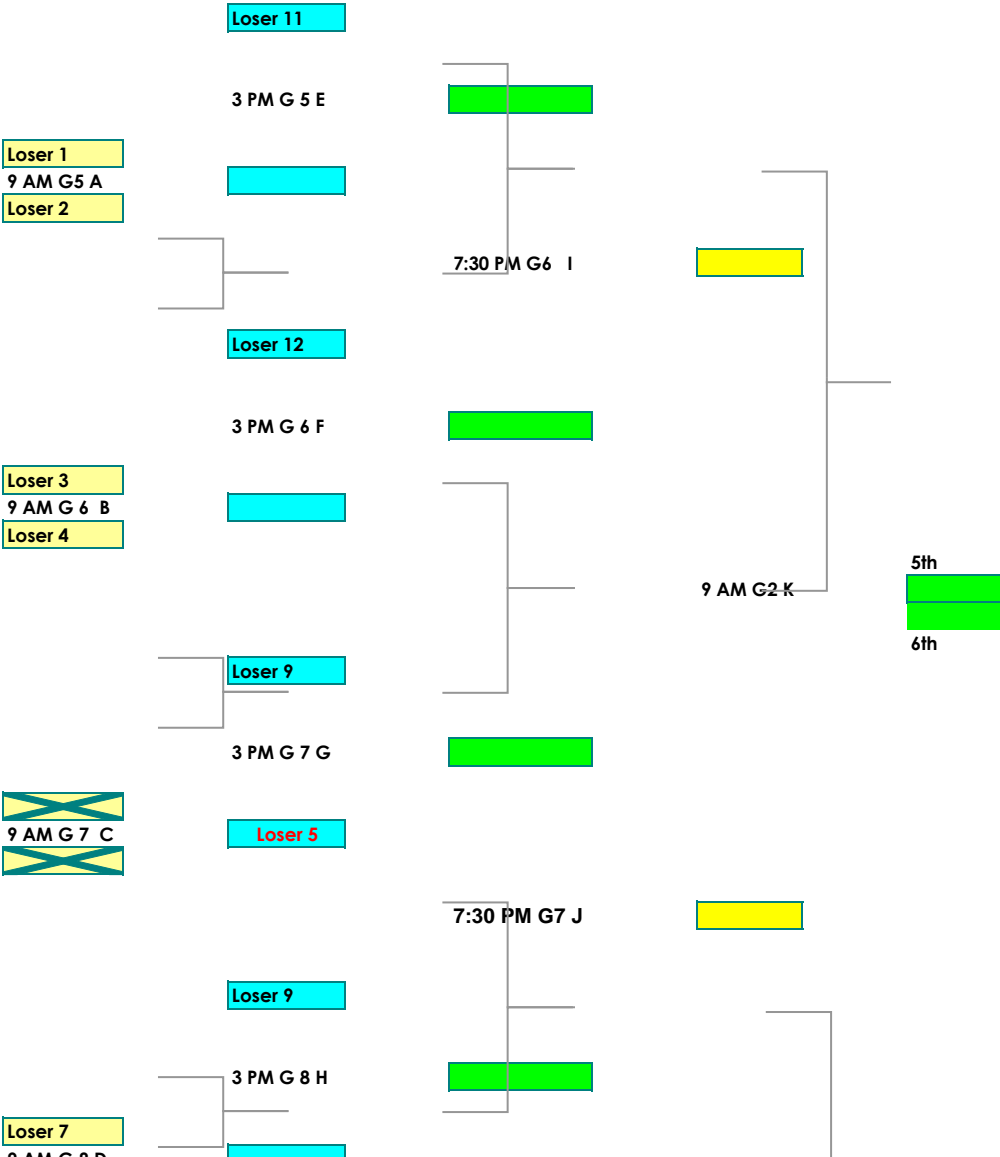 Loser 11
3 PM G 5 E
Loser 1
9 AM G5 A
Loser 2
7:30 PM G6 I
Loser 12
3 PM G 6 F
Loser 3
9 AM G 6 B
Loser 4
5th
9 AM G2 K
6th
Loser 9
3 PM G 7 G
9 AM G 7 C
Loser 5
7:30 PM G7 J
Loser 9
3 PM G 8 H
Loser 7